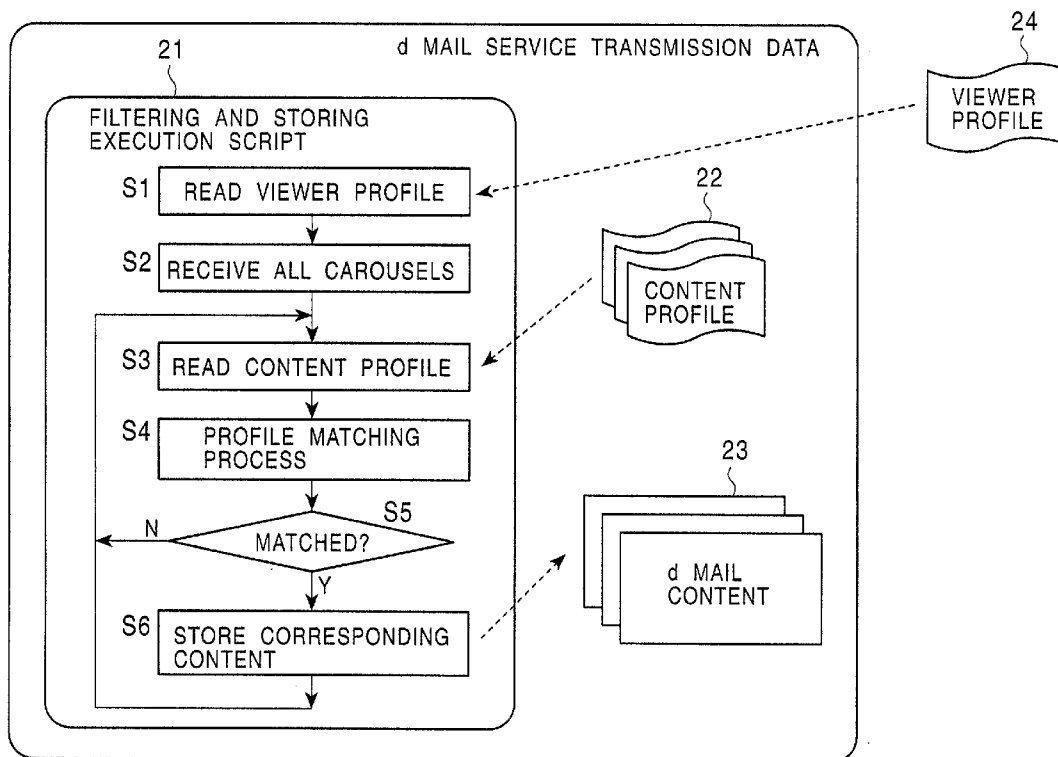 d MAIL SERVICE TRANSMISSION DATA
24
VIEWER
PROFILE
21
FILTERING AND STORING
EXECUTION SCRIPT
S1
READ VIEWER PROFILE
S2
RECEIVE ALL CAROUSELS
22
CONTENT
PROFILE
S3
READ CONTENT PROFILE
S4
PROFILE MATCHING
PROCESS
S5
MATCHED?
N
Y
23
d MAIL
CONTENT
S6
STORE CORRESPONDING
CONTENT